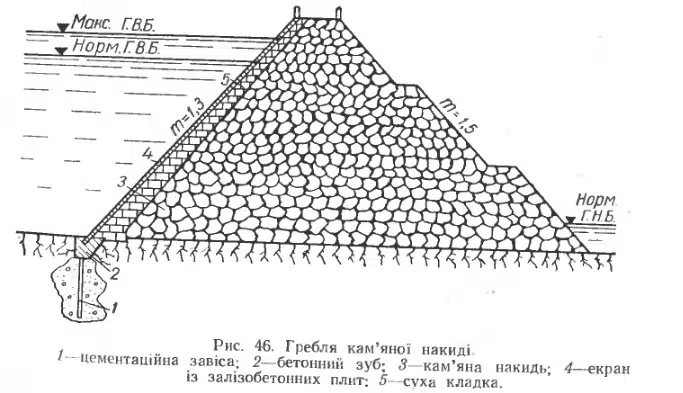 Макс. Г.В.Б.
Норм. Г.В.Б.
5
m=1,3
4
3
m=1,5
Норм.
Г.Н.Б.
2
1
Рис. 46. Гребля кам'яної накиді.
1—цементаційна завіса; 2—бетонний зуб; 3—кам'яна накидь; 4—екран
із залізобетонних плит; 5—суха кладка.